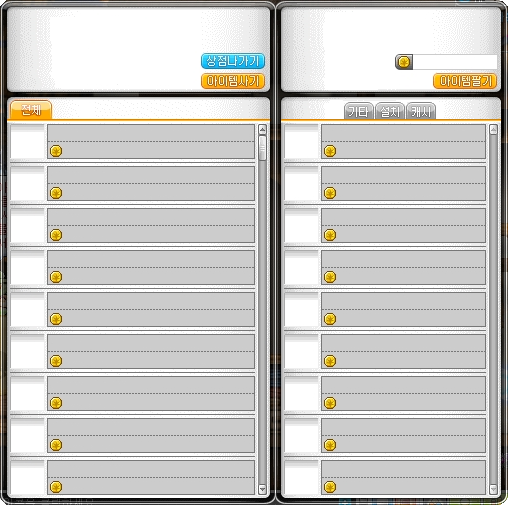 상점나가기
아이템사기
아이템팔기
전체
기타 설치 캐시